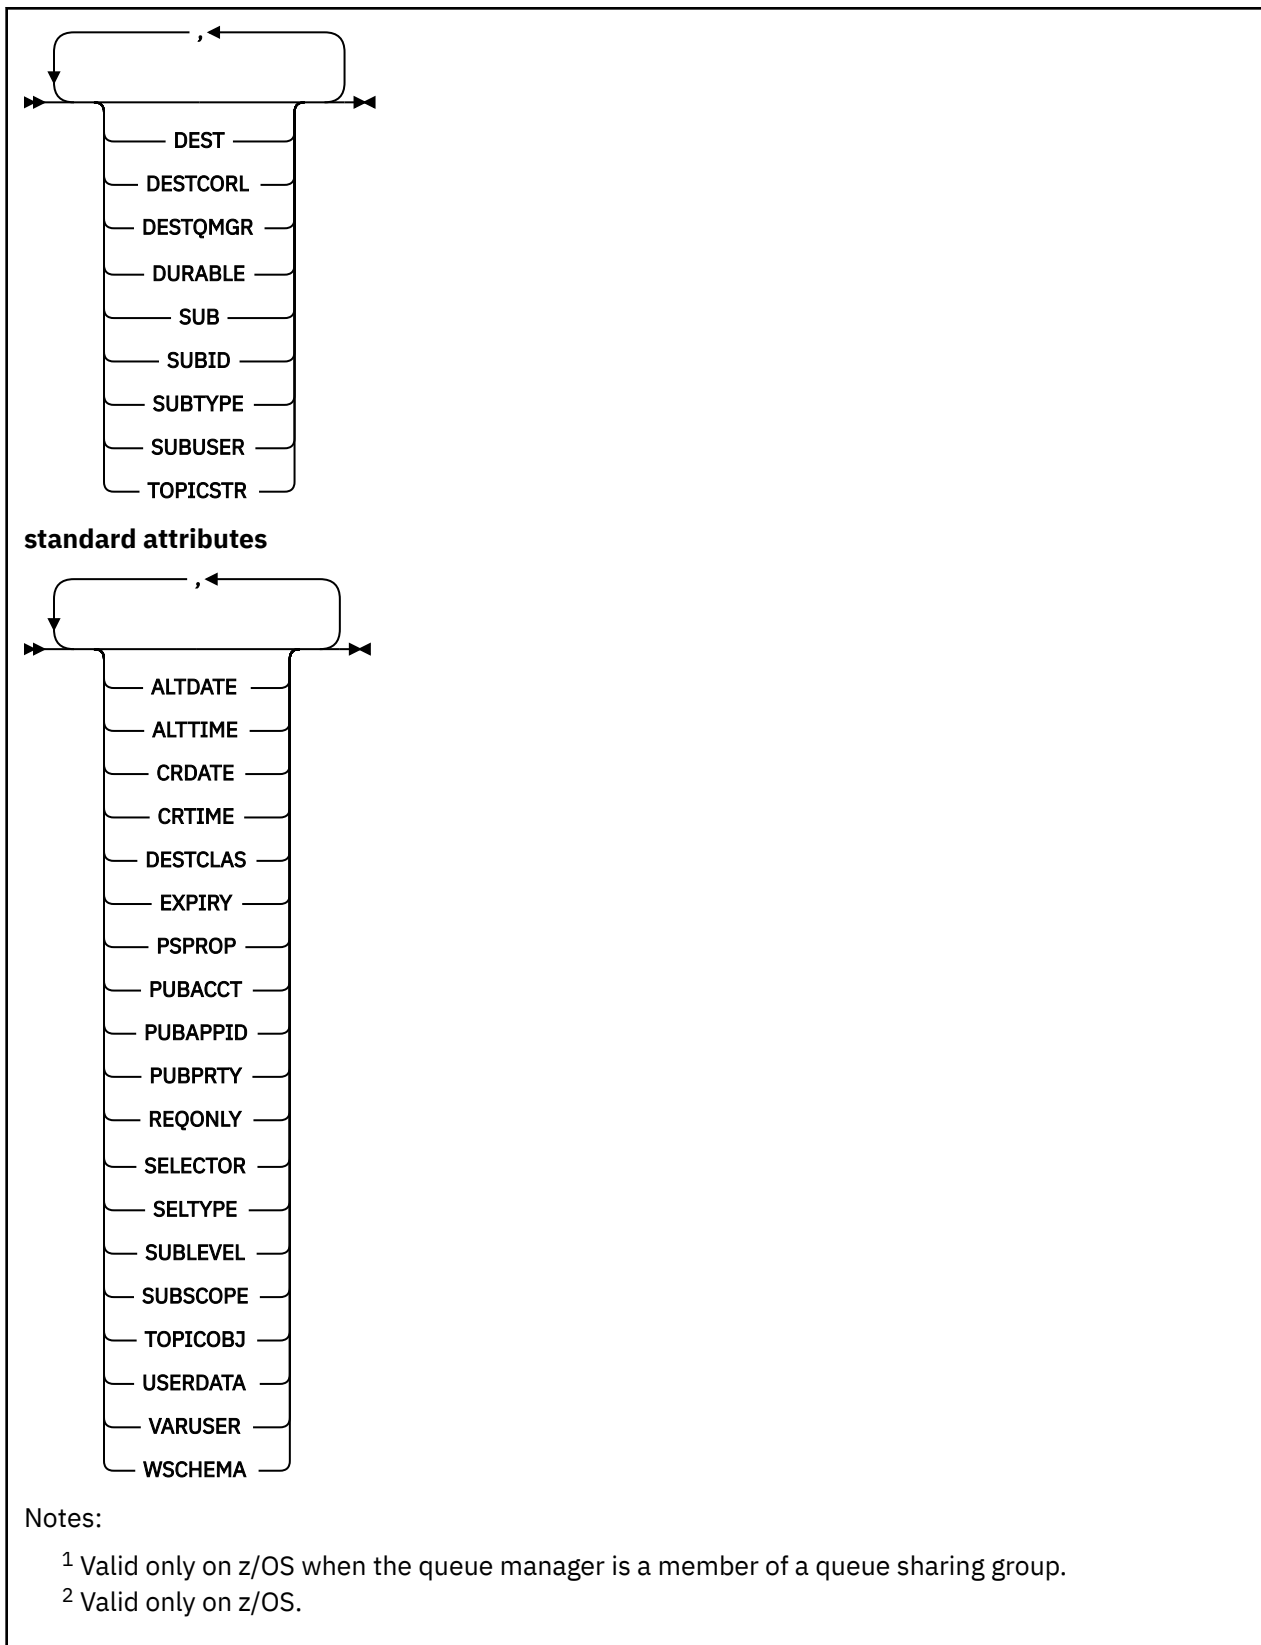 ,
DEST
DESTCORL
DESTQMGR
DURABLE
SUB
SUBID
SUBTYPE
SUBUSER
TOPICSTR
standard attributes
,
ALTDATE
ALTTIME
CRDATE
CRTIME
DESTCLAS
EXPIRY
PSPROP
PUBACCT
PUBAPPID
PUBPRTY
REQONLY
SELECTOR
SELTYPE
SUBLEVEL
SUBSCOPE
TOPICOBJ
USERDATA
VARUSER
WSCHEMA
Notes:
1 Valid only on z/OS when the queue manager is a member of a queue sharing group.
2 Valid only on z/OS.